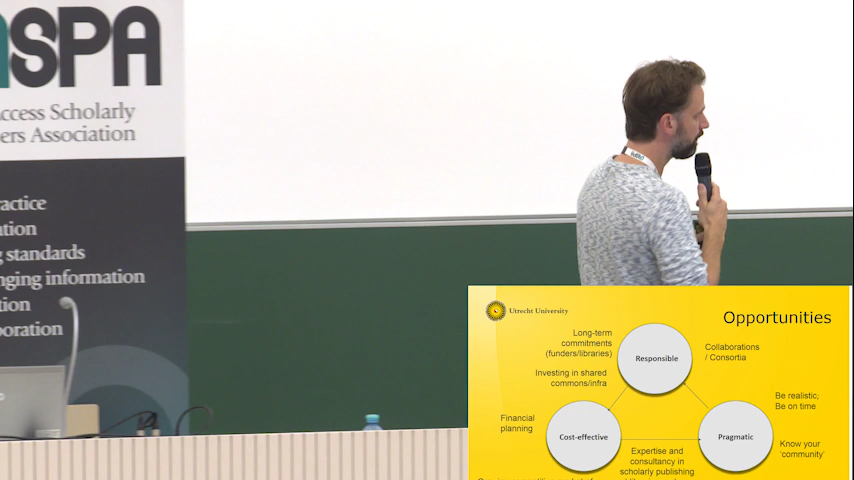 SPA
ccess Scholarly
ers Association
ractice
ation
g standards
nging information
tion
oration
Utrecht University
Opportunities
Long-term
commitments
(funders/libraries)
Responsible
Collaborations
/ Consortia
Investing in shared
commons/infra
Be realistic;
Be on time
Financial
planning
Cost-effective
Pragmatic
Know your
'community'
Expertise and
consultancy in
scholarly publishing